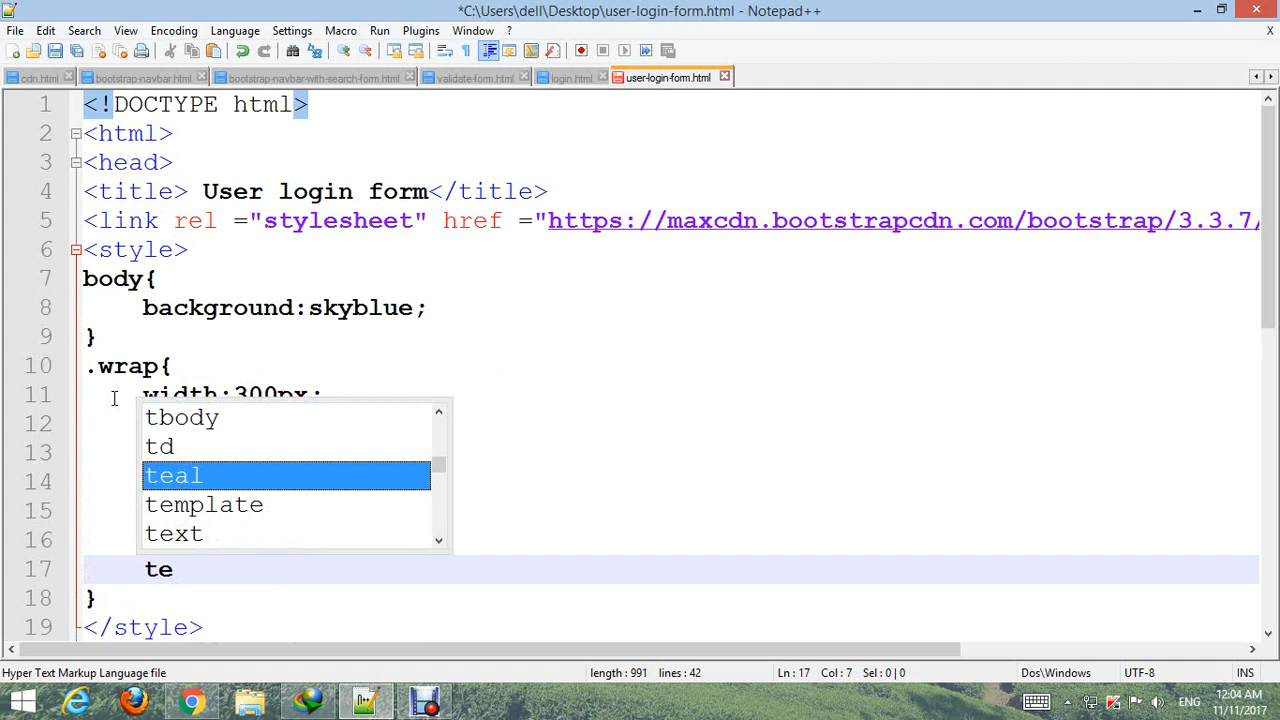 *C:\Users\dell\Desktop\user-login-form.html - Notepad++
File Edit Search View Encoding Language Settings Macro Run Plugins Window ? X
cdn.html bootstrap-navbar.html bootstrap-navbar-with-search-form.html validate-form.html login.html user-login-form.html
1 <!DOCTYPE html>
2 <html>
3 <head>
4 <title> User login form</title>
5 <link rel ="stylesheet" href ="https://maxcdn.bootstrapcdn.com/bootstrap/3.3.7/
6 <style>
7 body{
8 background:skyblue;
9 }
10 .wrap{
11 width:300px;
12 tbody
13 td
14 teal
15 template
16 text
17 te
18 }
19 </style>
Hyper Text Markup Language file length : 991 lines : 42 Ln : 17 Col : 7 Sel : 0 | 0 Dos\Windows UTF-8 INS
ENG 12:04 AM
11/11/2017